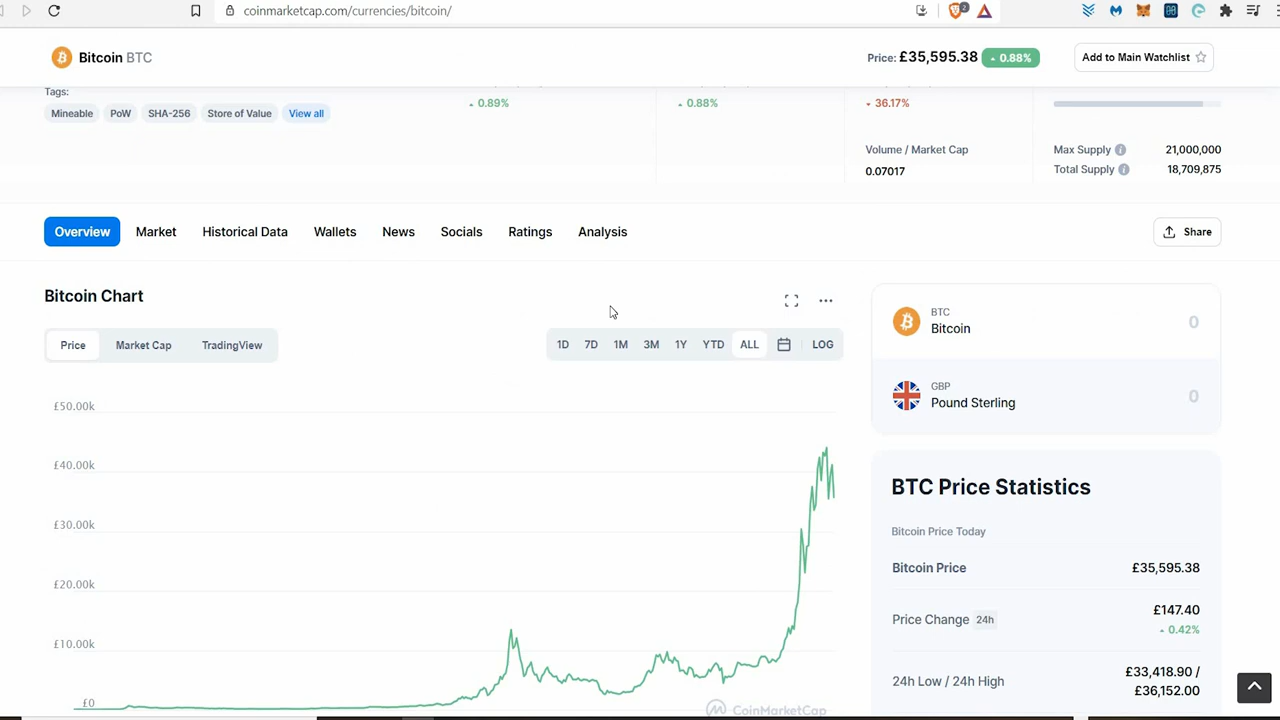 coinmarketcap.com/currencies/bitcoin/
2
Bitcoin BTC
Price: £35,595.38 0.88%
Add to Main Watchlist
Tags:
Mineable PoW SHA-256 Store of Value View all
0.89%
0.88%
36.17%
Volume / Market Cap
0.07017
Max Supply 21,000,000
Total Supply 18,709,875
Overview Market Historical Data Wallets News Socials Ratings Analysis
Share
Bitcoin Chart
Price Market Cap TradingView
1D 7D 1M 3M 1Y YTD ALL LOG
£50.00k
£40.00k
£30.00k
£20.00k
£10.00k
£0
CoinMarketCap
BTC
Bitcoin
0
GBP
Pound Sterling
0
BTC Price Statistics
Bitcoin Price Today
Bitcoin Price £35,595.38
Price Change 24h £147.40
0.42%
24h Low / 24h High £33,418.90 /
£36,152.00